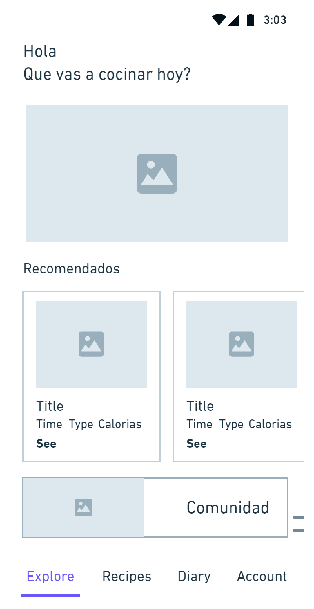 3:03
Hola
Que vas a cocinar hoy?
Recomendados
Title
Time Type Calorias
See
Title
Time Type Calorias
See
Comunidad
Explore Recipes Diary Account